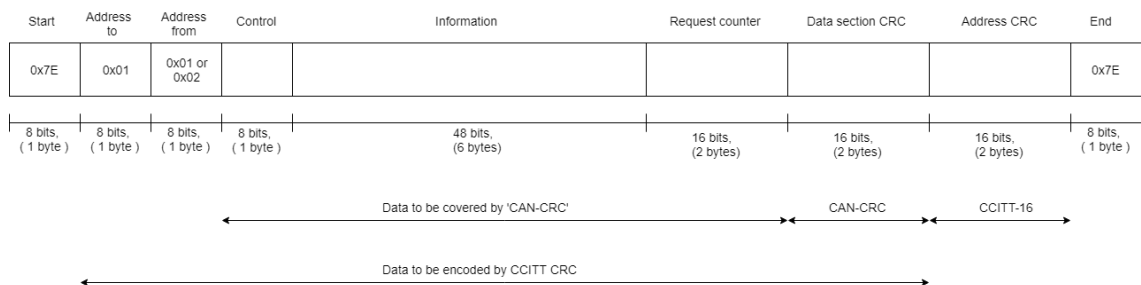 Start
Address
to
Address
from
Control
Information
Request counter
Data section CRC
Address CRC
End
0x7E
0x01
0x01 or
0x02
0x7E
8 bits,
( 1 byte )
8 bits,
( 1 byte )
8 bits,
( 1 byte )
8 bits,
( 1 byte )
48 bits,
(6 bytes)
16 bits,
(2 bytes)
16 bits,
(2 bytes)
16 bits,
(2 bytes)
8 bits,
( 1 byte )
Data to be covered by 'CAN-CRC'
CAN-CRC
CCITT-16
Data to be encoded by CCITT CRC